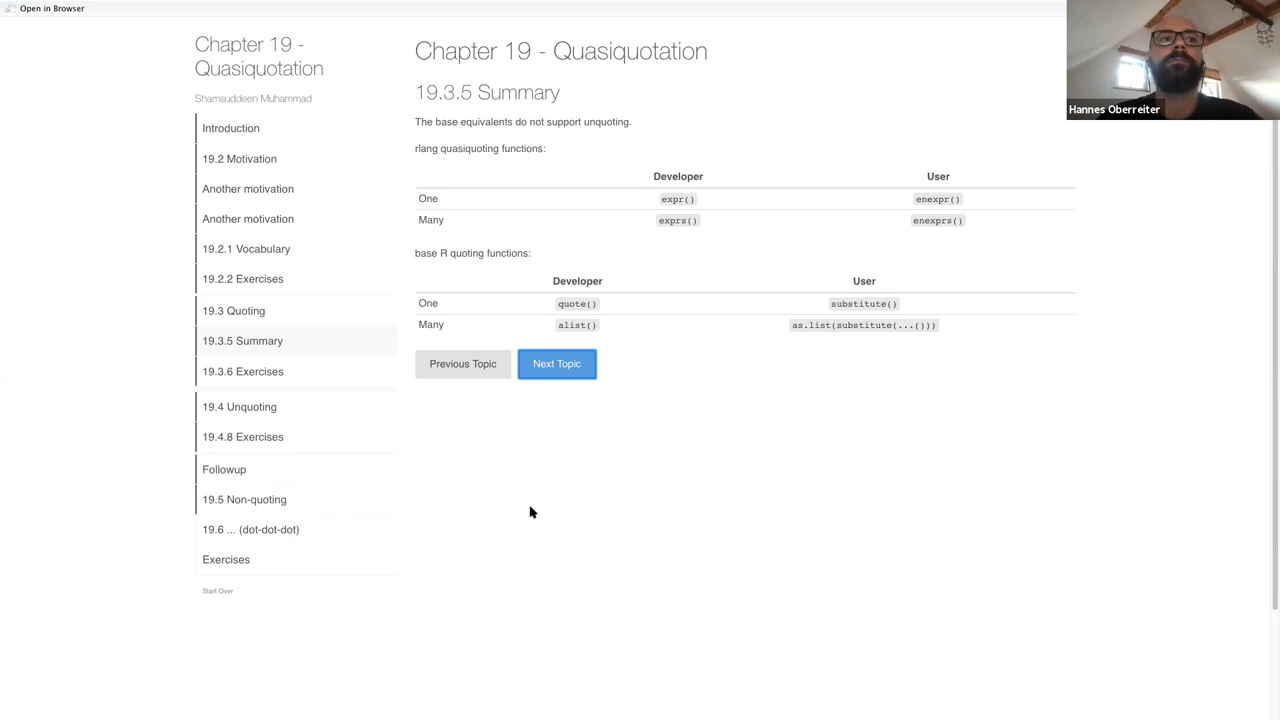 Open in Browser
Chapter 19 -
Quasiquotation
Shamsuddeen Muhammad
Introduction
19.2 Motivation
Another motivation
Another motivation
19.2.1 Vocabulary
19.2.2 Exercises
19.3 Quoting
19.3.5 Summary
19.3.6 Exercises
19.4 Unquoting
19.4.8 Exercises
Followup
19.5 Non-quoting
19.6 ... (dot-dot-dot)
Exercises
Start Over
Chapter 19 - Quasiquotation
19.3.5 Summary
The base equivalents do not support unquoting.
rlang quasiquoting functions:
Developer User
One expr() enexpr()
Many exprs() enexprs()
base R quoting functions:
Developer User
One quote() substitute()
Many alist() as.list(substitute(...()))
Previous Topic Next Topic
Hannes Oberreiter